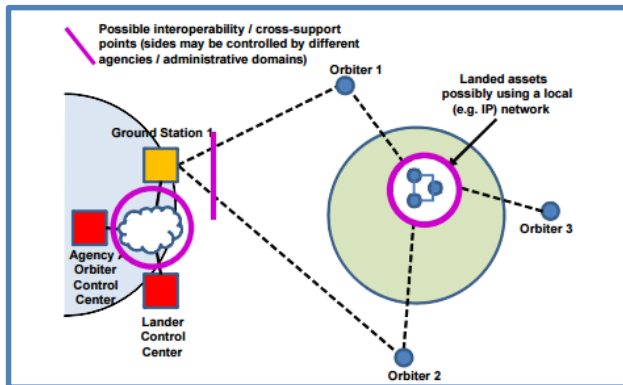 Possible interoperability / cross-support
points (sides may be controlled by different
agencies / administrative domains)
Orbiter 1
Landed assets
possibly using a local
(e.g. IP) network
Ground Station 1
Orbiter 3
Agency
Orbiter
Control
Center
Lander
Control
Center
Orbiter 2